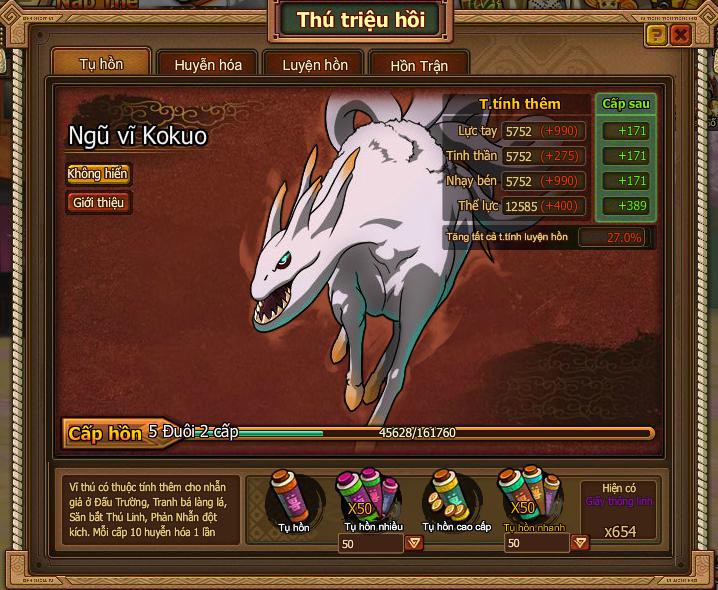 Thú triệu hồi
Tụ hồn
Huyễn hóa
Luyện hồn
Hồn Trận
Ngũ vĩ Kokuo
Không hiển
Giới thiệu
T.tính thêm
Cấp sau
Lực tay 5752 (+990) +171
Tinh thần 5752 (+275) +171
Nhạy bén 5752 (+990) +171
Thể lực 12585 (+400) +389
Tăng tất cả t.tính luyện hồn 27.0%
Cấp hồn 5 Đuôi 2 cấp 45628/161760
Vĩ thú có thuộc tính thêm cho nhẫn
giả ở Đấu Trường, Tranh bá làng lá,
Săn bắt Thú Linh, Phản Nhẫn đột
kích. Mỗi cấp 10 huyễn hóa 1 lần
Tụ hồn
X50
Tụ hồn nhiều
50
Tụ hồn cao cấp
X50
Tụ hồn nhanh
50
Hiện có
Giấy thông linh
x654